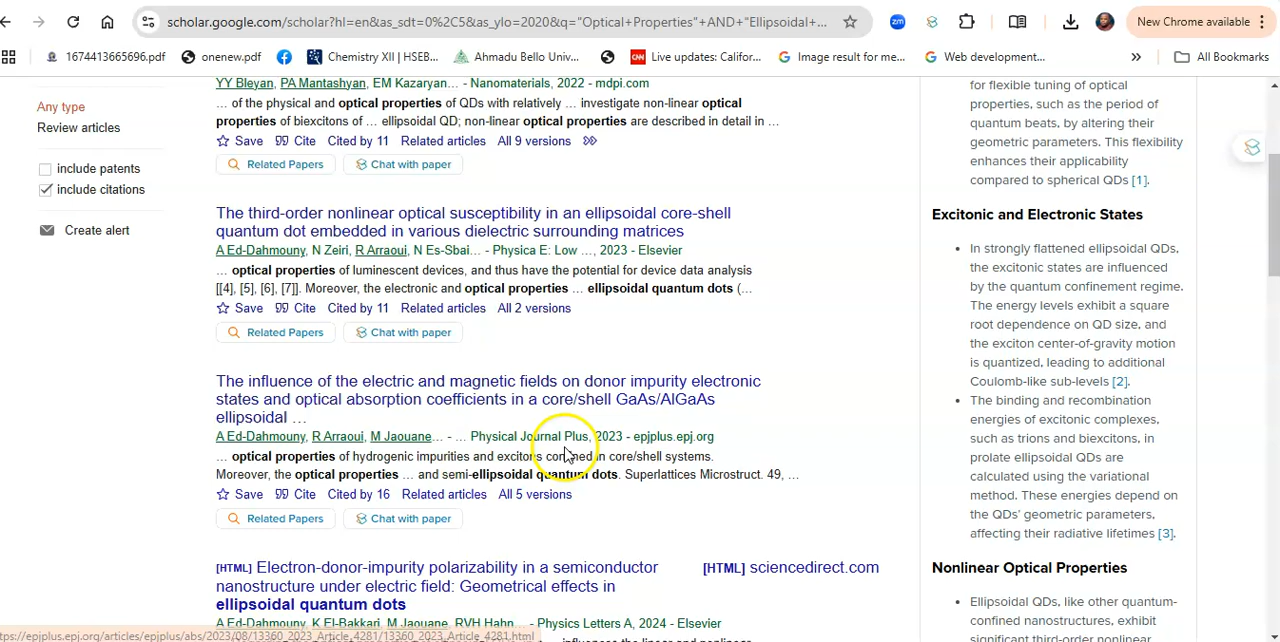 scholar.google.com/scholar?hl=en&as_sdt=0%2C5&as_ylo=2020&q="Optical+Properties"+AND+"Ellipsoidal+...
New Chrome available
1674413665696.pdf
onenew.pdf
Chemistry XII | HSEB...
Ahmadu Bello Univ...
Live updates: Califor...
Image result for me...
Web development...
All Bookmarks
Any type
Review articles
include patents
include citations
Create alert
YY Bleyan, PA Mantashyan, EM Kazaryan... - Nanomaterials, 2022 - mdpi.com
... of the physical and optical properties of QDs with relatively ... investigate non-linear optical
properties of biexcitons of ... ellipsoidal QD; non-linear optical properties are described in detail in ...
Save Cite Cited by 11 Related articles All 9 versions
Related Papers Chat with paper
The third-order nonlinear optical susceptibility in an ellipsoidal core-shell
quantum dot embedded in various dielectric surrounding matrices
A Ed-Dahmouny, N Zeiri, R Arraoui, N Es-Sbai... - Physica E: Low ..., 2023 - Elsevier
... optical properties of luminescent devices, and thus have the potential for device data analysis
[[4], [5], [6], [7]]. Moreover, the electronic and optical properties ... ellipsoidal quantum dots (...
Save Cite Cited by 11 Related articles All 2 versions
Related Papers Chat with paper
The influence of the electric and magnetic fields on donor impurity electronic
states and optical absorption coefficients in a core/shell GaAs/AlGaAs
ellipsoidal ...
A Ed-Dahmouny, R Arraoui, M Jaouane... - ... Physical Journal Plus, 2023 - epjplus.epj.org
... optical properties of hydrogenic impurities and excitons confined in core/shell systems.
Moreover, the optical properties ... and semi-ellipsoidal quantum dots. Superlattices Microstruct. 49, ...
Save Cite Cited by 16 Related articles All 5 versions
Related Papers Chat with paper
[HTML] Electron-donor-impurity polarizability in a semiconductor
nanostructure under electric field: Geometrical effects in
ellipsoidal quantum dots
[HTML] sciencedirect.com
A Ed-Dahmouny, K El-Bakkari, M Jaouane, RVH Hahn... - Physics Letters A, 2024 - Elsevier
ttps://epjplus.epj.org/articles/epjplus/abs/2023/08/13360_2023_Article_4281/13360_2023_Article_4281.html
for flexible tuning of optical
properties, such as the period of
quantum beats, by altering their
geometric parameters. This flexibility
enhances their applicability
compared to spherical QDs [1].
Excitonic and Electronic States
• In strongly flattened ellipsoidal QDs,
the excitonic states are influenced
by the quantum confinement regime.
The energy levels exhibit a square
root dependence on QD size, and
the exciton center-of-gravity motion
is quantized, leading to additional
Coulomb-like sub-levels [2].
• The binding and recombination
energies of exitonic complexes,
such as trions and biexcitons, in
prolate ellipsoidal QDs are
calculated using the variational
method. These energies depend on
the QDs' geometric parameters,
affecting their radiative lifetimes [3].
Nonlinear Optical Properties
• Ellipsoidal QDs, like other quantum-
confined nanostructures, exhibit
significant third-order nonlinear